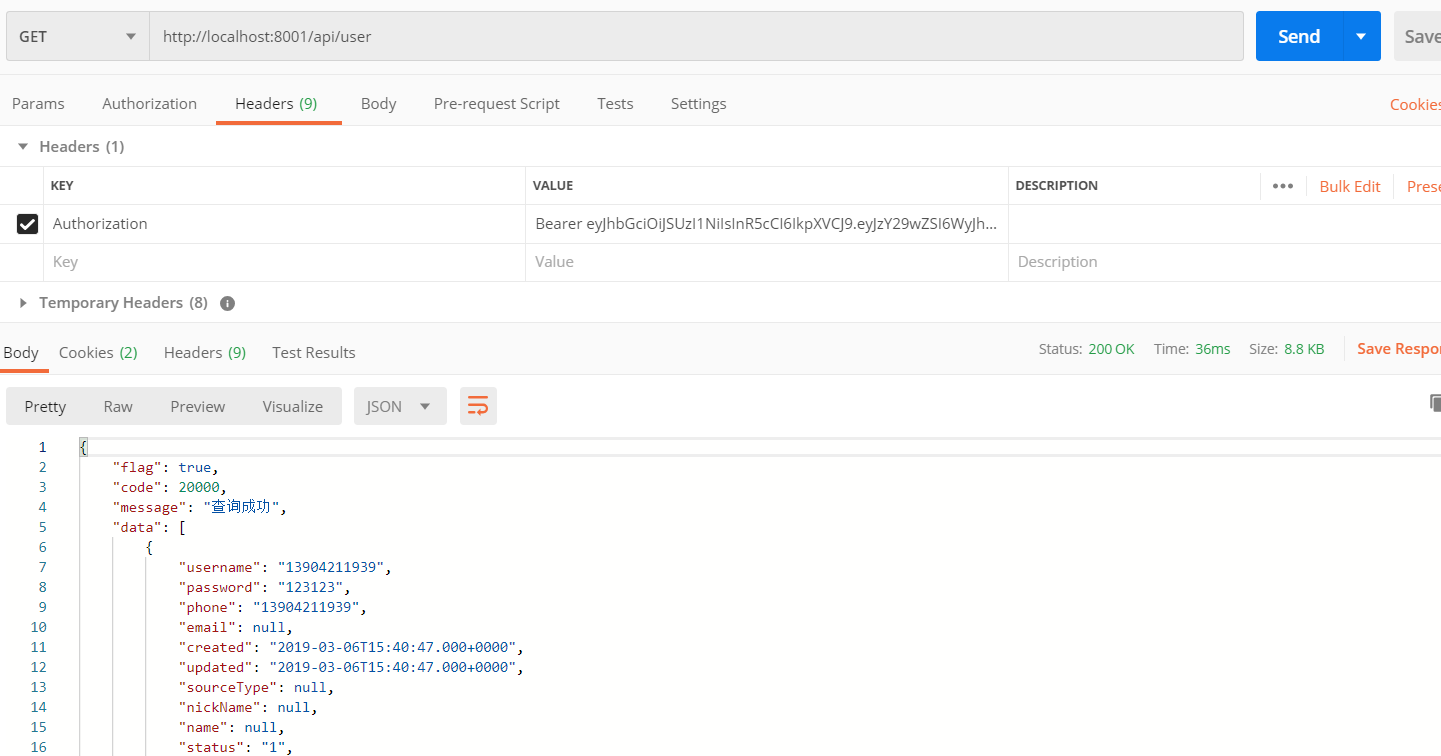 GET http://localhost:8001/api/user Send Save
Params Authorization Headers (9) Body Pre-request Script Tests Settings Cookies
Headers (1)
KEY VALUE DESCRIPTION ••• Bulk Edit Prese
Authorization Bearer eyJhbGciOiJSUzI1NiIsInR5cCI6IkpXVCJ9.eyJzY29wZSI6WyJh...
Key Value Description
Temporary Headers (8) i
Body Cookies (2) Headers (9) Test Results Status: 200 OK Time: 36ms Size: 8.8 KB Save Respo
Pretty Raw Preview Visualize JSON
1 {
2 "flag": true,
3 "code": 20000,
4 "message": "查询成功",
5 "data": [
6 {
7 "username": "13904211939",
8 "password": "123123",
9 "phone": "13904211939",
10 "email": null,
11 "created": "2019-03-06T15:40:47.000+0000",
12 "updated": "2019-03-06T15:40:47.000+0000",
13 "sourceType": null,
14 "nickName": null,
15 "name": null,
16 "status": "1",